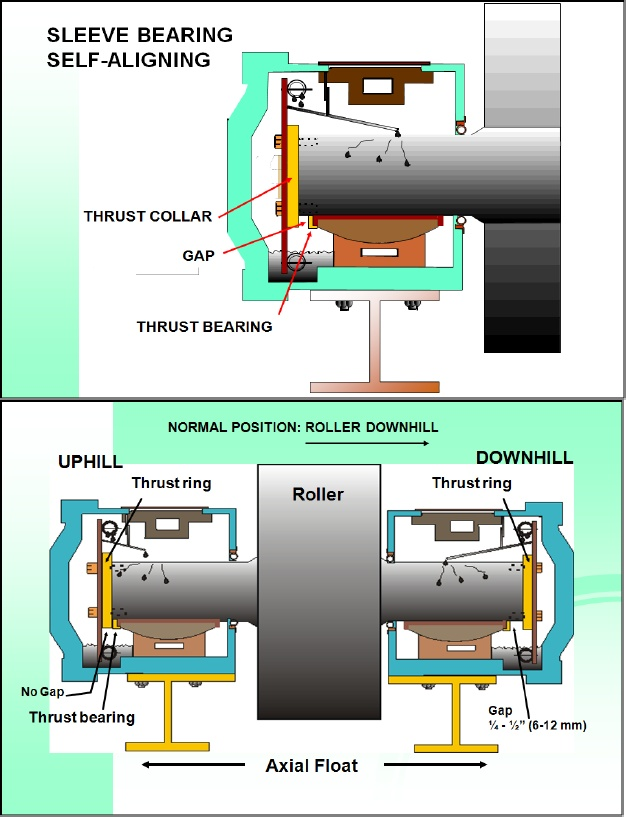 SLEEVE BEARING
SELF-ALIGNING
THRUST COLLAR
GAP
THRUST BEARING
NORMAL POSITION: ROLLER DOWNHILL
UPHILL
DOWNHILL
Thrust ring
Thrust ring
Roller
No Gap
Thrust bearing
Gap
¼ - ½” (6-12 mm)
Axial Float